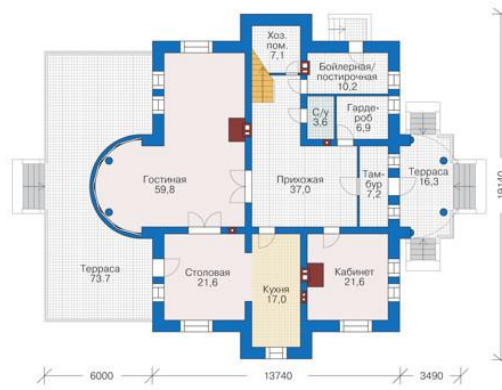 Хоз.
пом.
7,1
Бойлерная/
постирочная
10,2
С/у
3,6
Гарде-
роб
6,9
Гостиная
59,8
Прихожая
37,0
Там-
бур
7,2
Терраса
16,3
19140
Терраса
73.7
Столовая
21,6
Кухня
17,0
Кабинет
21,6
6000
13740
3490